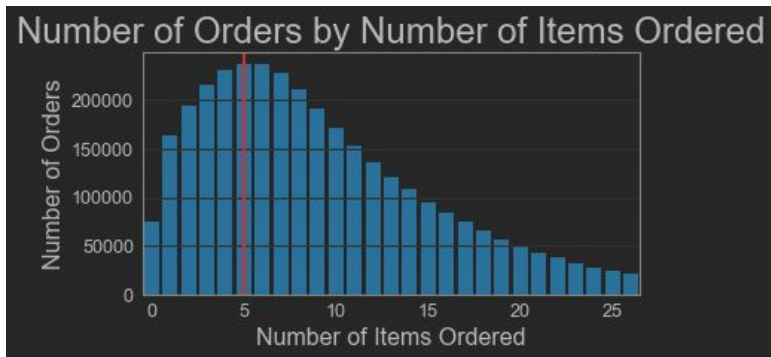 Number of Orders by Number of Items Ordered
Number of Orders
200000
150000
100000
50000
0
0 5 10 15 20 25
Number of Items Ordered